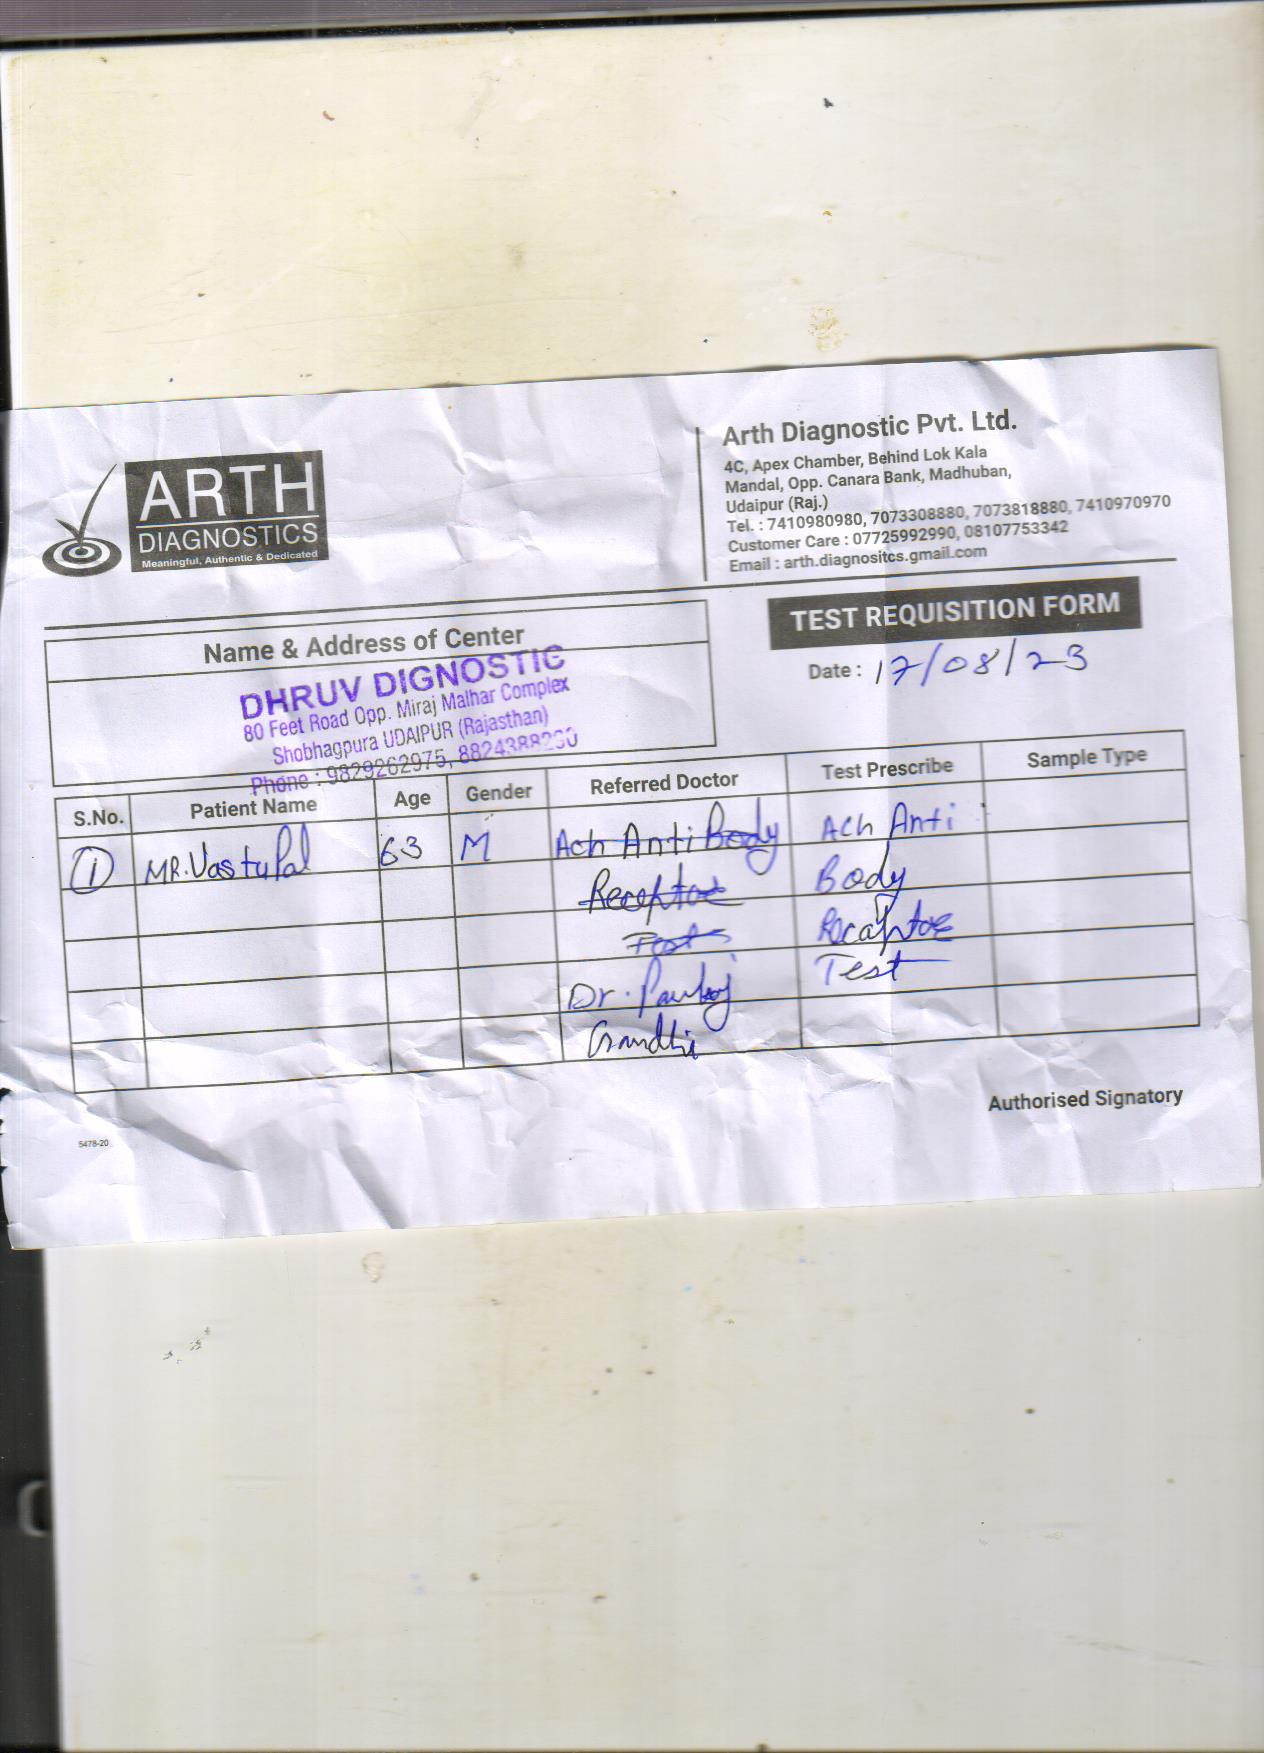 ARTH
DIAGNOSTICS
Meaningful, Authentic & Dedicated
Arth Diagnostic Pvt. Ltd.
4C, Apex Chamber, Behind Lok Kala
Mandal, Opp. Canara Bank, Madhuban,
Udaipur (Raj.)
Tel. : 7410980980, 7073308880, 7073818880, 7410970970
Customer Care : 07725992990, 08107753342
Email : arth.diagnositcs.gmail.com
TEST REQUISITION FORM
Date : 17/08/23
Name & Address of Center
DHRUV DIGNOSTIC
80 Feet Road Opp. Miraj Malhar Complex
Shobhagpura UDAIPUR (Rajasthan)
Phone : 9829262975, 8824388230
S.No. Patient Name Age Gender Referred Doctor Test Prescribe Sample Type
1 MR. VastuPal 63 M Ach Anti Body ACh Anti
Receptoe Body
Test Recaptoe
Dr. Test
Gandhi
Authorised Signatory
5478-20